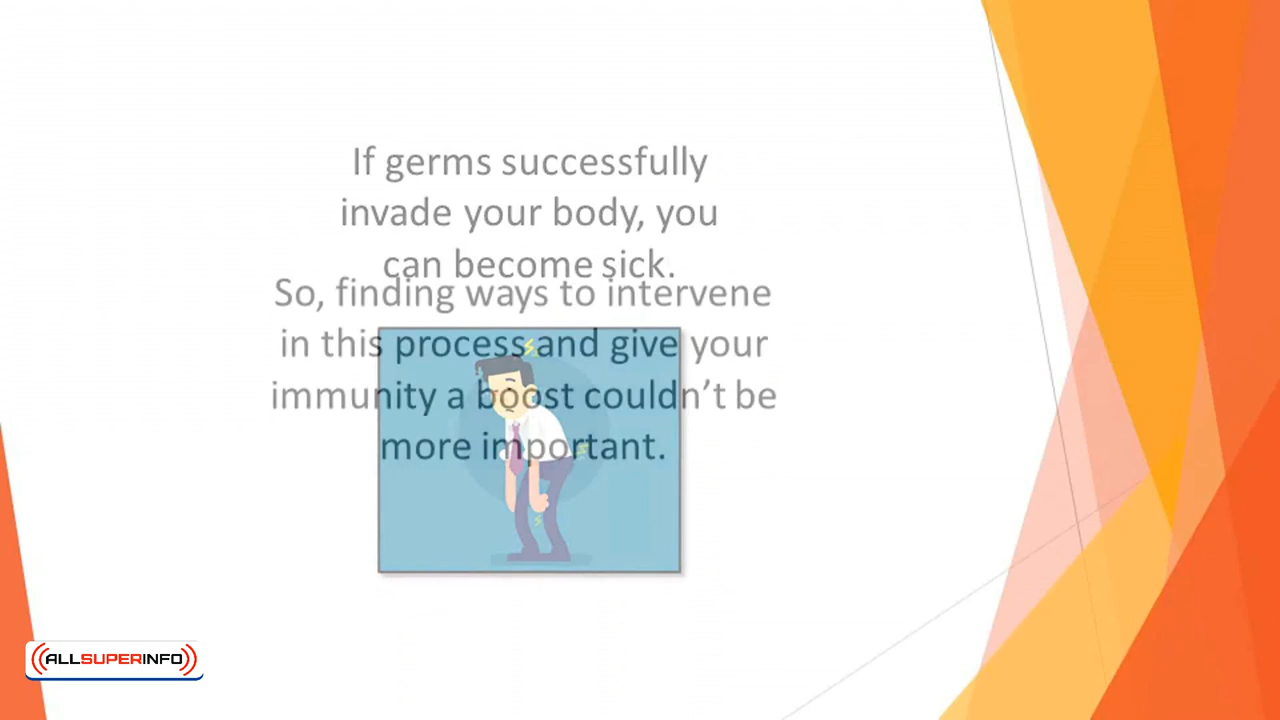 If germs successfully
invade your body, you
can become sick.
So, finding ways to intervene
in this process and give your
immunity a boost couldn't be
more important.
ALLSUPERINFO